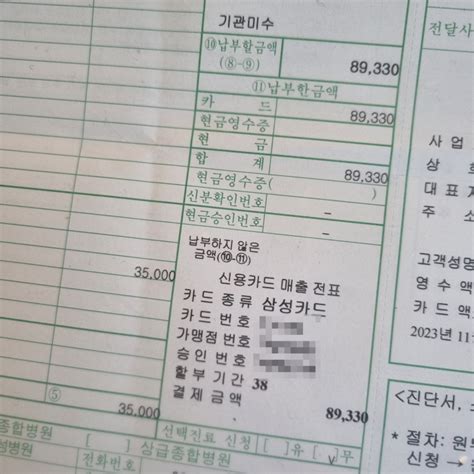 기관미수
⑩납부할금액
(⑧-⑨)
89,330
⑪납부한금액
카 드
89,330
현금영수증
현 금
합 계
89,330
현금영수증( )
신분확인번호
-
현금승인번호
-
납부하지 않은
금액(⑩-⑪)
35,000
신용카드 매출 전표
카드 종류 삼성카드
카드 번호
가맹점 번호
승인 번호
할부 기간 38
결제 금액
89,330
⑤
35,000
선택진료 신청 [ ]유 [v]무
종합병원 [ ] 상급종합병원
성병원
전화번호
전달사
사 업
상 호
대표자
주 소
고객성명
영 수 액
카 드 액
2023년 11
<진단서,
* 절차: 원